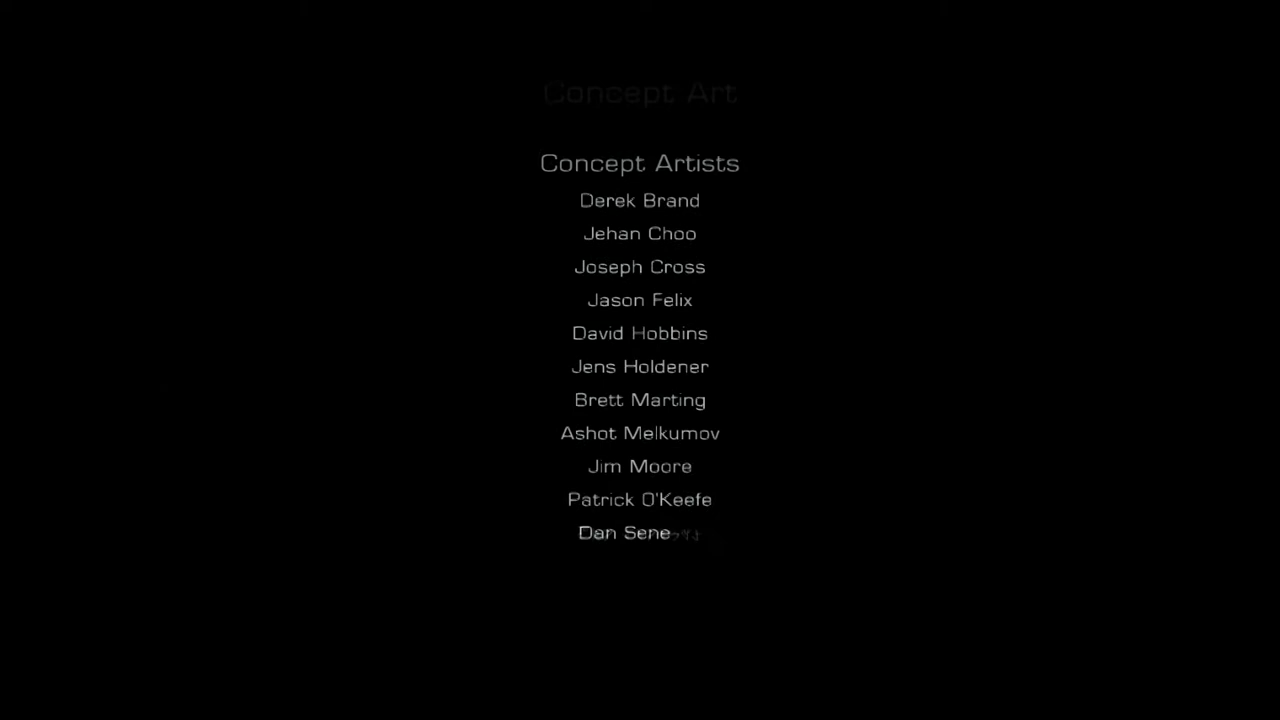 Concept Art
Concept Artists
Derek Brand
Jehan Choo
Joseph Cross
Jason Felix
David Hobbins
Jens Holdener
Brett Marting
Ashot Melkumov
Jim Moore
Patrick O'Keefe
Dan